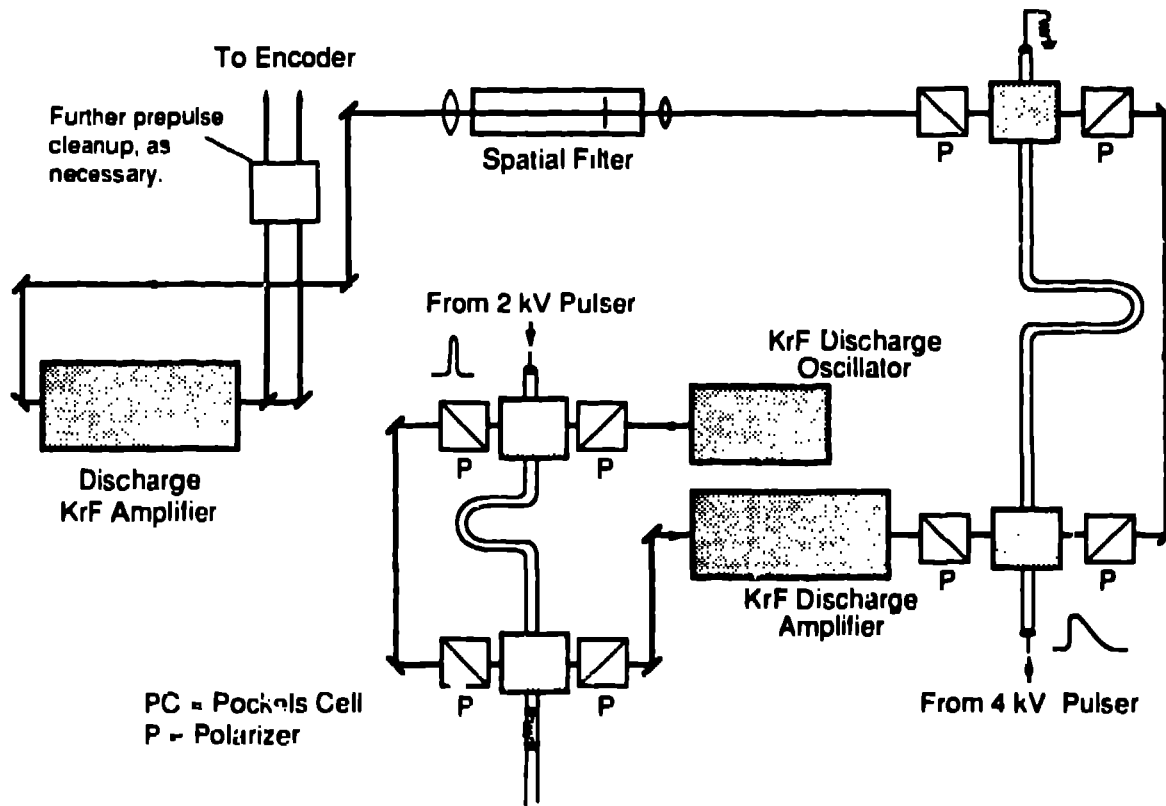 To Encoder
Further prepulse
cleanup, as
necessary.
Spatial Filter
P
P
From 2 kV Pulser
KrF Discharge
Oscillator
P
P
Discharge
KrF Amplifier
KrF Discharge
Amplifier
P
P
P
P
From 4 kV Pulser
PC = Pockels Cell
P = Polarizer